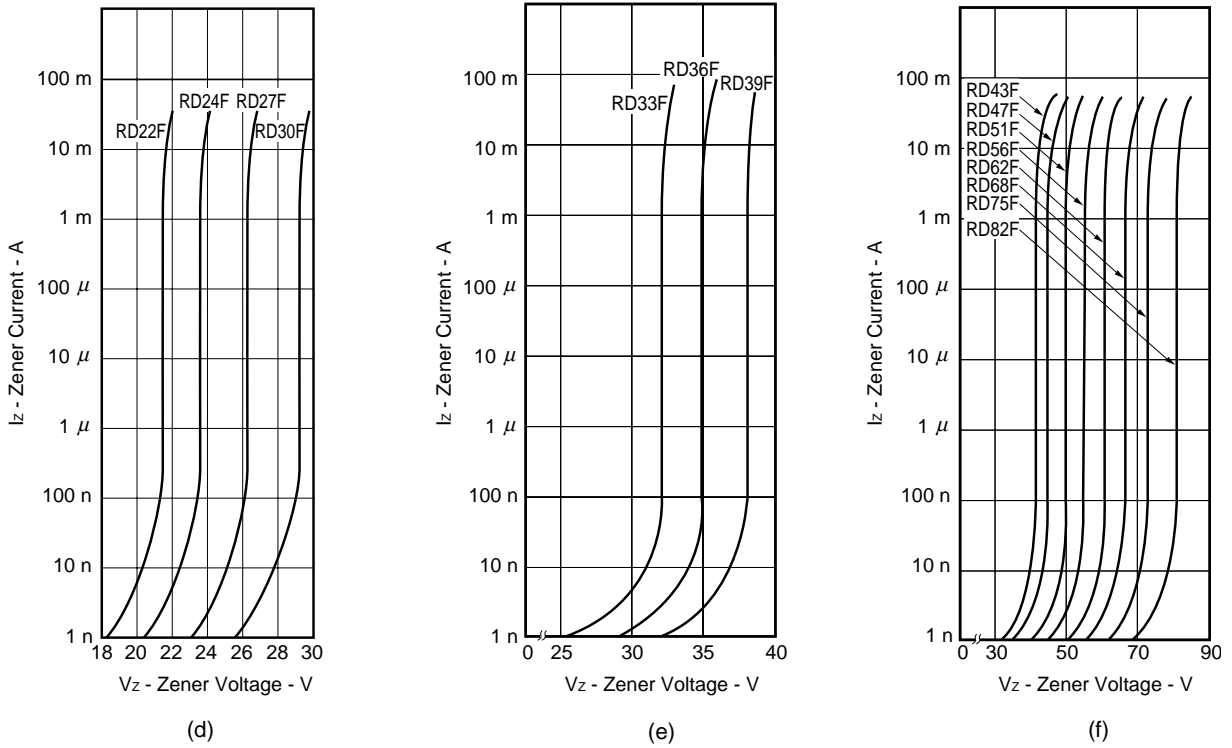 IZ - Zener Current - A
100 m
10 m
1 m
100 μ
10 μ
1 μ
100 n
10 n
1 n
RD22F
RD24F
RD27F
RD30F
18 20 22 24 26 28 30
VZ - Zener Voltage - V
(d)
IZ - Zener Current - A
100 m
10 m
1 m
100 μ
10 μ
1 μ
100 n
10 n
1 n
RD33F
RD36F
RD39F
0 25 30 35 40
VZ - Zener Voltage - V
(e)
IZ - Zener Current - A
100 m
10 m
1 m
100 μ
10 μ
1 μ
100 n
10 n
1 n
RD43F
RD47F
RD51F
RD56F
RD62F
RD68F
RD75F
RD82F
0 30 50 70 90
VZ - Zener Voltage - V
(f)